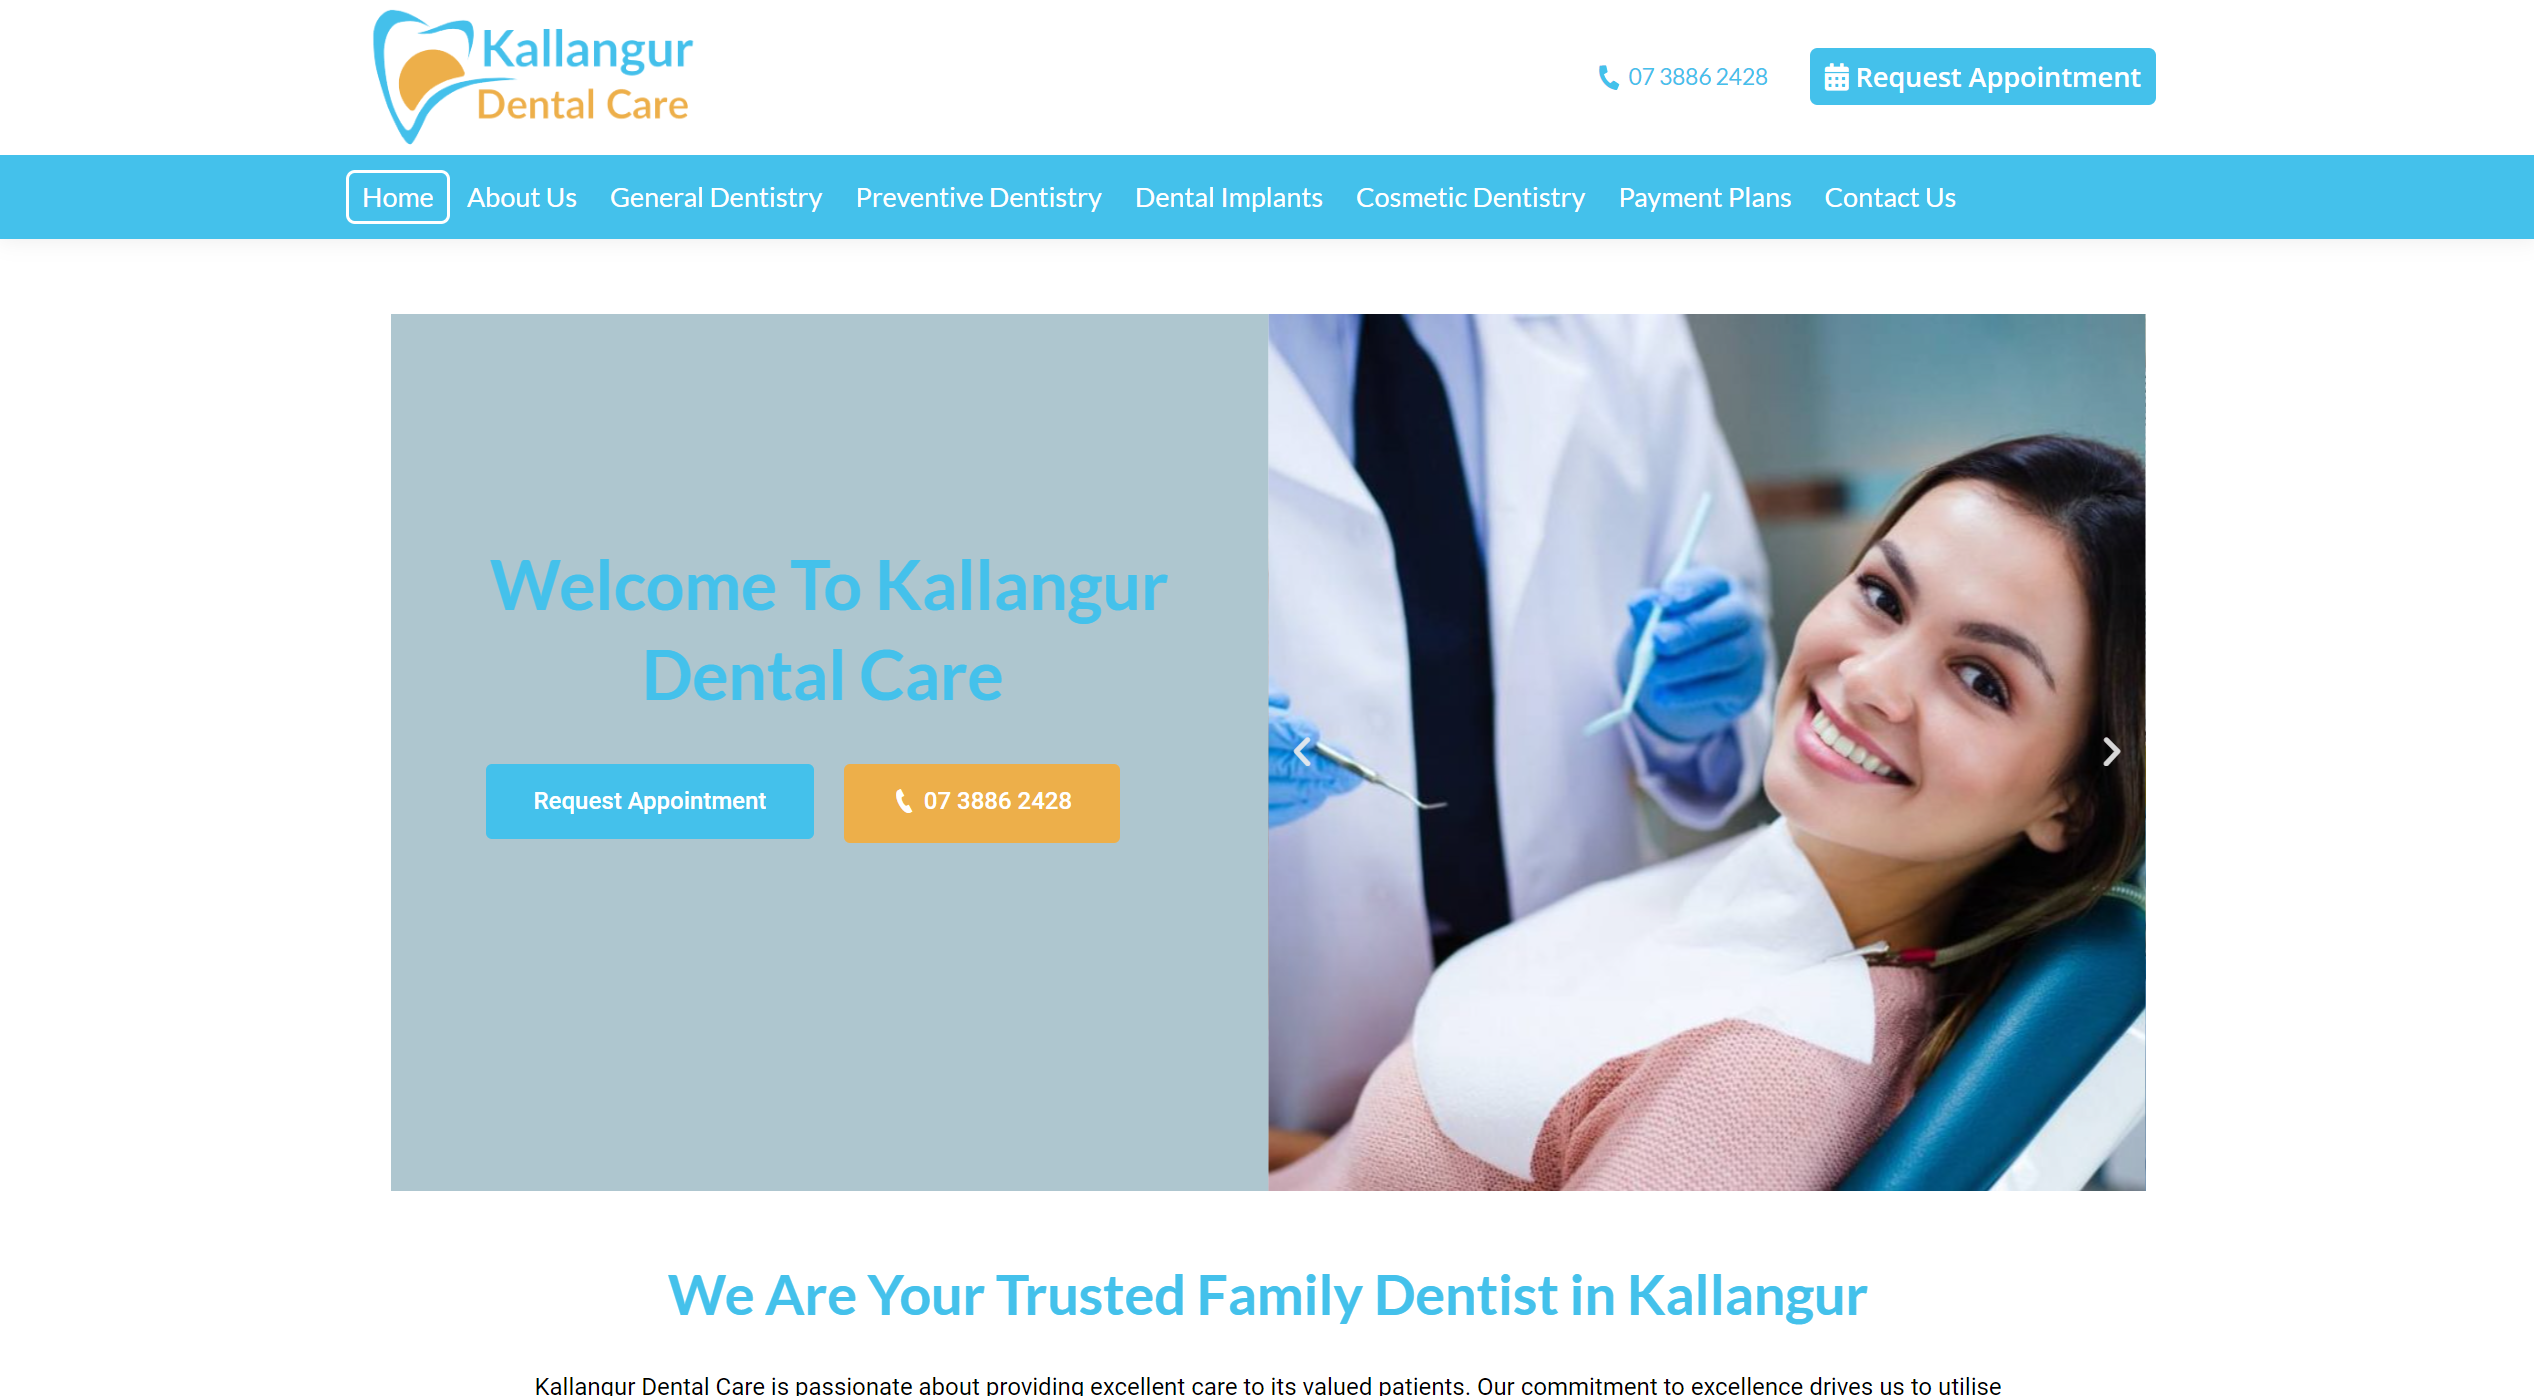 Kallangur
Dental Care
07 3886 2428
Request Appointment
Home About Us General Dentistry Preventive Dentistry Dental Implants Cosmetic Dentistry Payment Plans Contact Us
Welcome To Kallangur
Dental Care
Request Appointment
07 3886 2428
We Are Your Trusted Family Dentist in Kallangur
Kallangur Dental Care is passionate about providing excellent care to its valued patients. Our commitment to excellence drives us to utilise